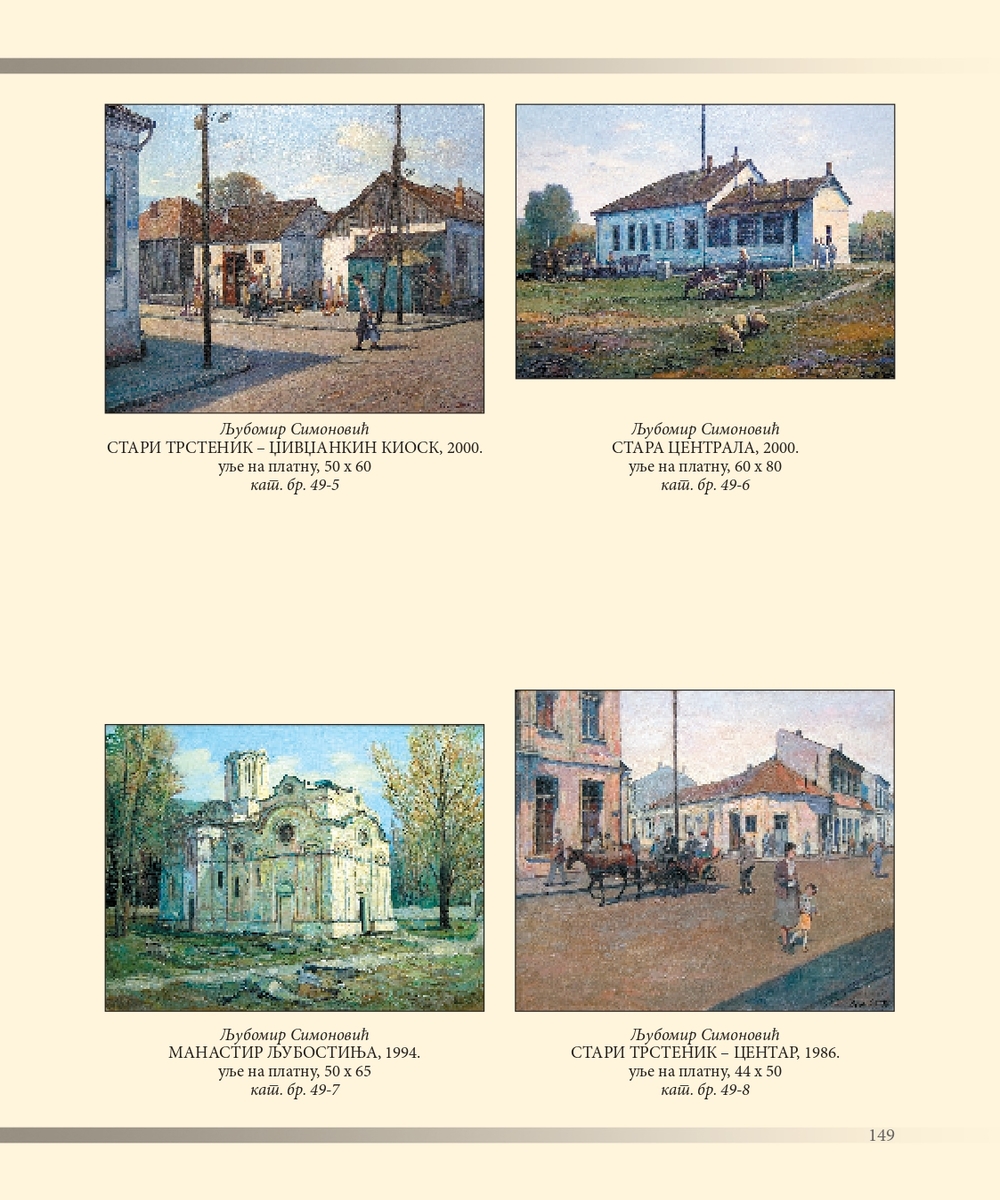 Љубомир Симоновић
СТАРИ ТРСТЕНИК – ЏИВЏАНКИН КИОСК, 2000.
уље на платну, 50 x 60
кат. бр. 49-5
Љубомир Симоновић
СТАРА ЦЕНТРАЛА, 2000.
уље на платну, 60 x 80
кат. бр. 49-6
Љубомир Симоновић
МАНАСТИР ЉУБОСТИЊА, 1994.
уље на платну, 50 x 65
кат. бр. 49-7
Љубомир Симоновић
СТАРИ ТРСТЕНИК – ЦЕНТАР, 1986.
уље на платну, 44 x 50
кат. бр. 49-8
149